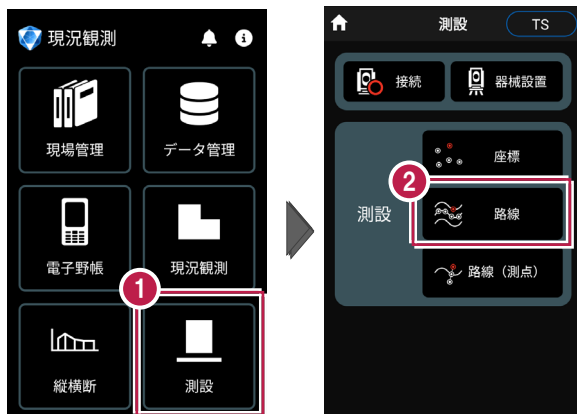 現況観測
現場管理
データ管理
電子野帳
現況観測
1
縦横断
測設
測設
TS
接続
器械設置
座標
2
測設
路線
路線（測点）